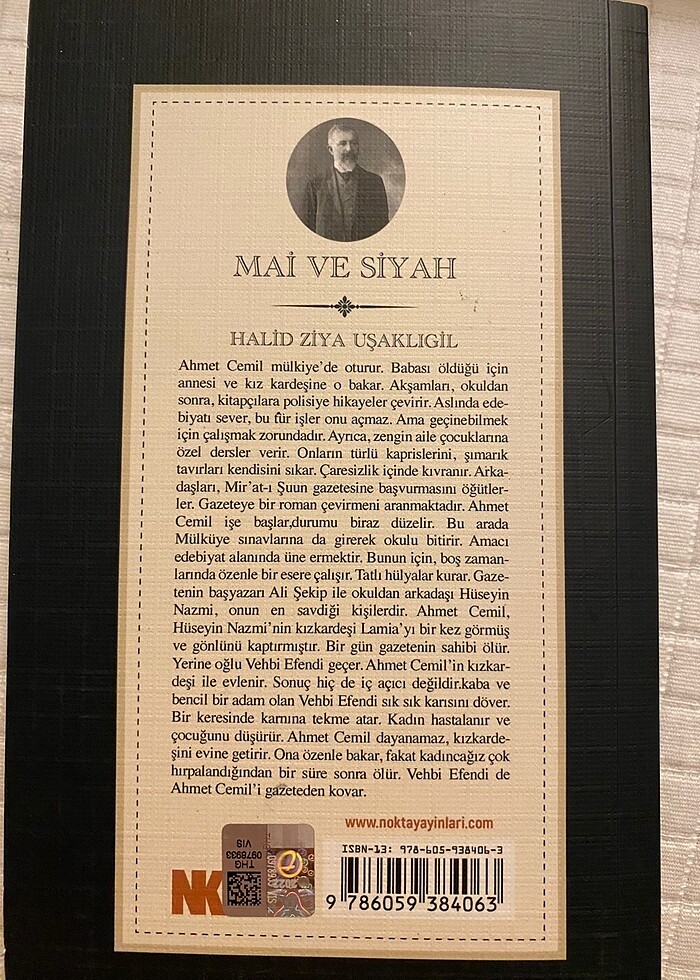 MAİ VE SİYAH
HALİD ZİYA UŞAKLIGİL
Ahmet Cemil mülkiye'de oturur. Babası öldüğü için
annesi ve kız kardeşine o bakar. Akşamları, okuldan
sonra, kitapçılara polisiye hikayeler çevirir. Aslında ede-
biyatı sever, bu tür işler onu açmaz. Ama geçinebilmek
için çalışmak zorundadır. Ayrıca, zengin aile çocuklarına
özel dersler verir. Onların türlü kaprislerini, şımarık
tavırları kendisini sıkar. Çaresizlik içinde kıvranır. Arka-
daşları, Mir'at-ı Şuun gazetesine başvurmasını öğütler-
ler. Gazeteye bir roman çevirmeni aranmaktadır. Ahmet
Cemil işe başlar,durumu biraz düzelir. Bu arada
Mülküye sınavlarına da girerek okulu bitirir. Amacı
edebiyat alanında üne ermektir. Bunun için, boş zaman-
larında özenle bir esere çalışır. Tatlı hülyalar kurar. Gaze-
tenin başyazarı Ali Şekip ile okuldan arkadaşı Hüseyin
Nazmi, onun en savdiği kişilerdir. Ahmet Cemil,
Hüseyin Nazmi'nin kızkardeşi Lamia'yı bir kez görmüş
ve gönlünü kaptırmıştır. Bir gün gazetenin sahibi ölür.
Yerine oğlu Vehbi Efendi geçer. Ahmet Cemil'in kızkar-
deşi ile evlenir. Sonuç hiç de iç açıcı değildir.kaba ve
bencil bir adam olan Vehbi Efendi sık sık karısını döver.
Bir keresinde karnına tekme atar. Kadın hastalanır ve
çocuğunu düşürür. Ahmet Cemil dayanamaz, kızkarde-
şini evine getirir. Ona özenle bakar, fakat kadıncağız çok
hırpalandığından bir süre sonra ölür. Vehbi Efendi de
Ahmet Cemil'i gazeteden kovar.
www.noktayayinlari.com
ISBN-13: 978-605-938406-3
9 786059 384063
NK
THG
0978933
VIS